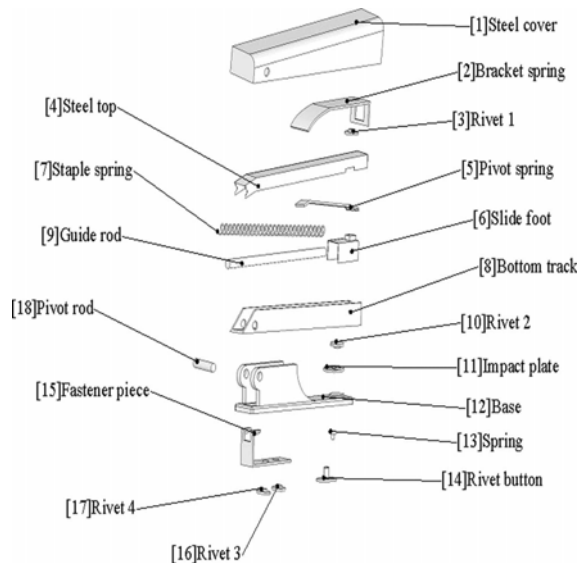 [1]Steel cover
[2]Bracket spring
[3]Rivet 1
[4]Steel top
[7]Staple spring
[5]Pivot spring
[6]Slide foot
[9]Guide rod
[8]Bottom track
[18]Pivot rod
[10]Rivet 2
[11]Impact plate
[15]Fastener piece
[12]Base
[13]Spring
[14]Rivet button
[17]Rivet 4
[16]Rivet 3